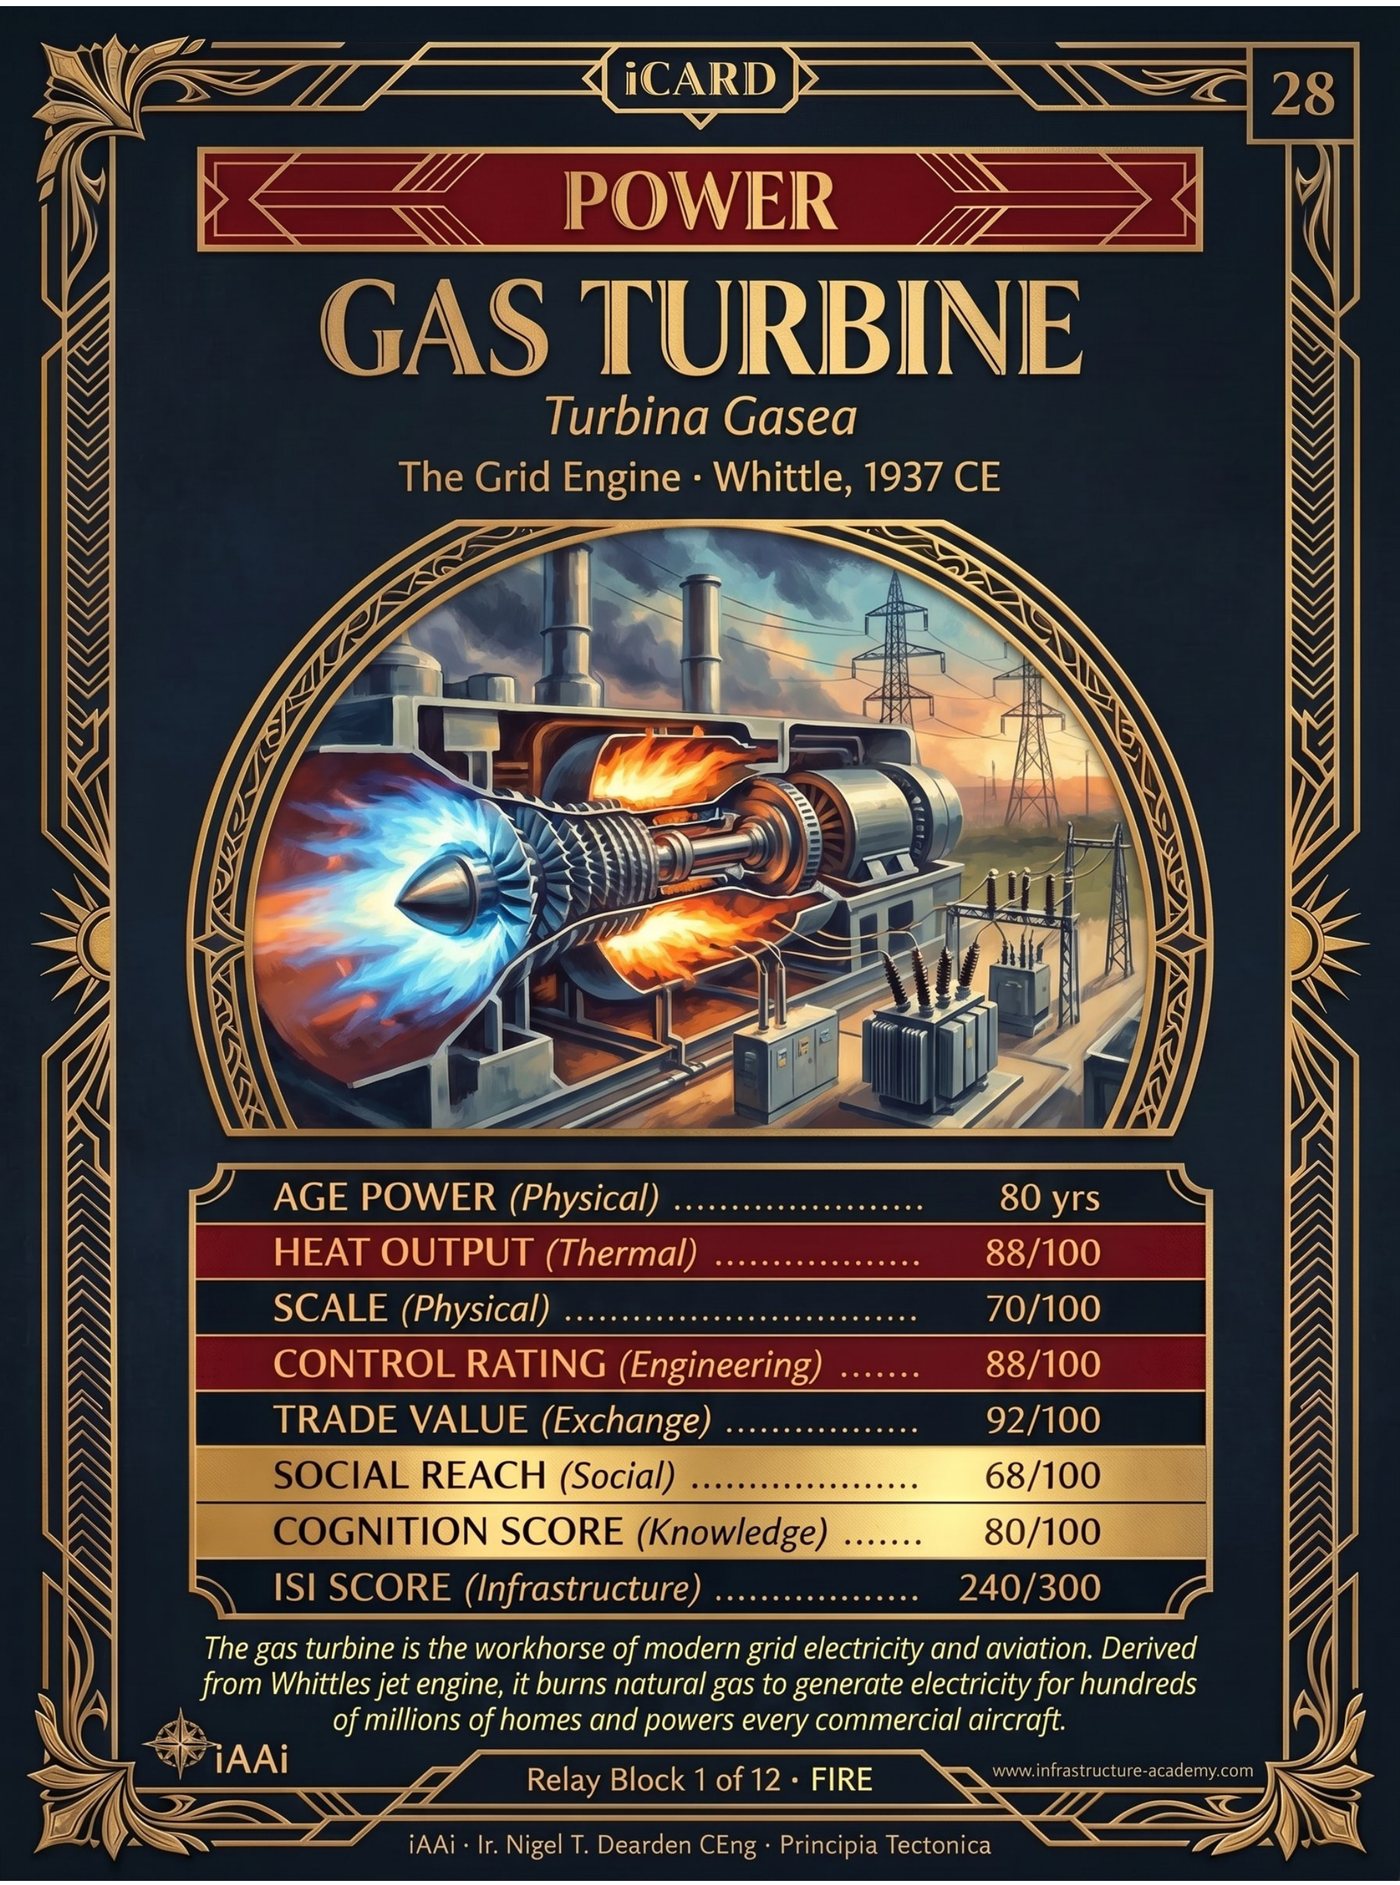 iCARD
28
POWER
GAS TURBINE
Turbina Gasea
The Grid Engine · Whittle, 1937 CE
AGE POWER (Physical) ...................... 80 yrs
HEAT OUTPUT (Thermal) .................. 88/100
SCALE (Physical) ............................... 70/100
CONTROL RATING (Engineering) ....... 88/100
TRADE VALUE (Exchange) ................. 92/100
SOCIAL REACH (Social) .................... 68/100
COGNITION SCORE (Knowledge) ....... 80/100
ISI SCORE (Infrastructure) .................. 240/300
The gas turbine is the workhorse of modern grid electricity and aviation. Derived
from Whittles jet engine, it burns natural gas to generate electricity for hundreds
of millions of homes and powers every commercial aircraft.
iAAi
Relay Block 1 of 12 · FIRE
www.infrastructure-academy.com
iAAi · Ir. Nigel T. Dearden CEng · Principia Tectonica